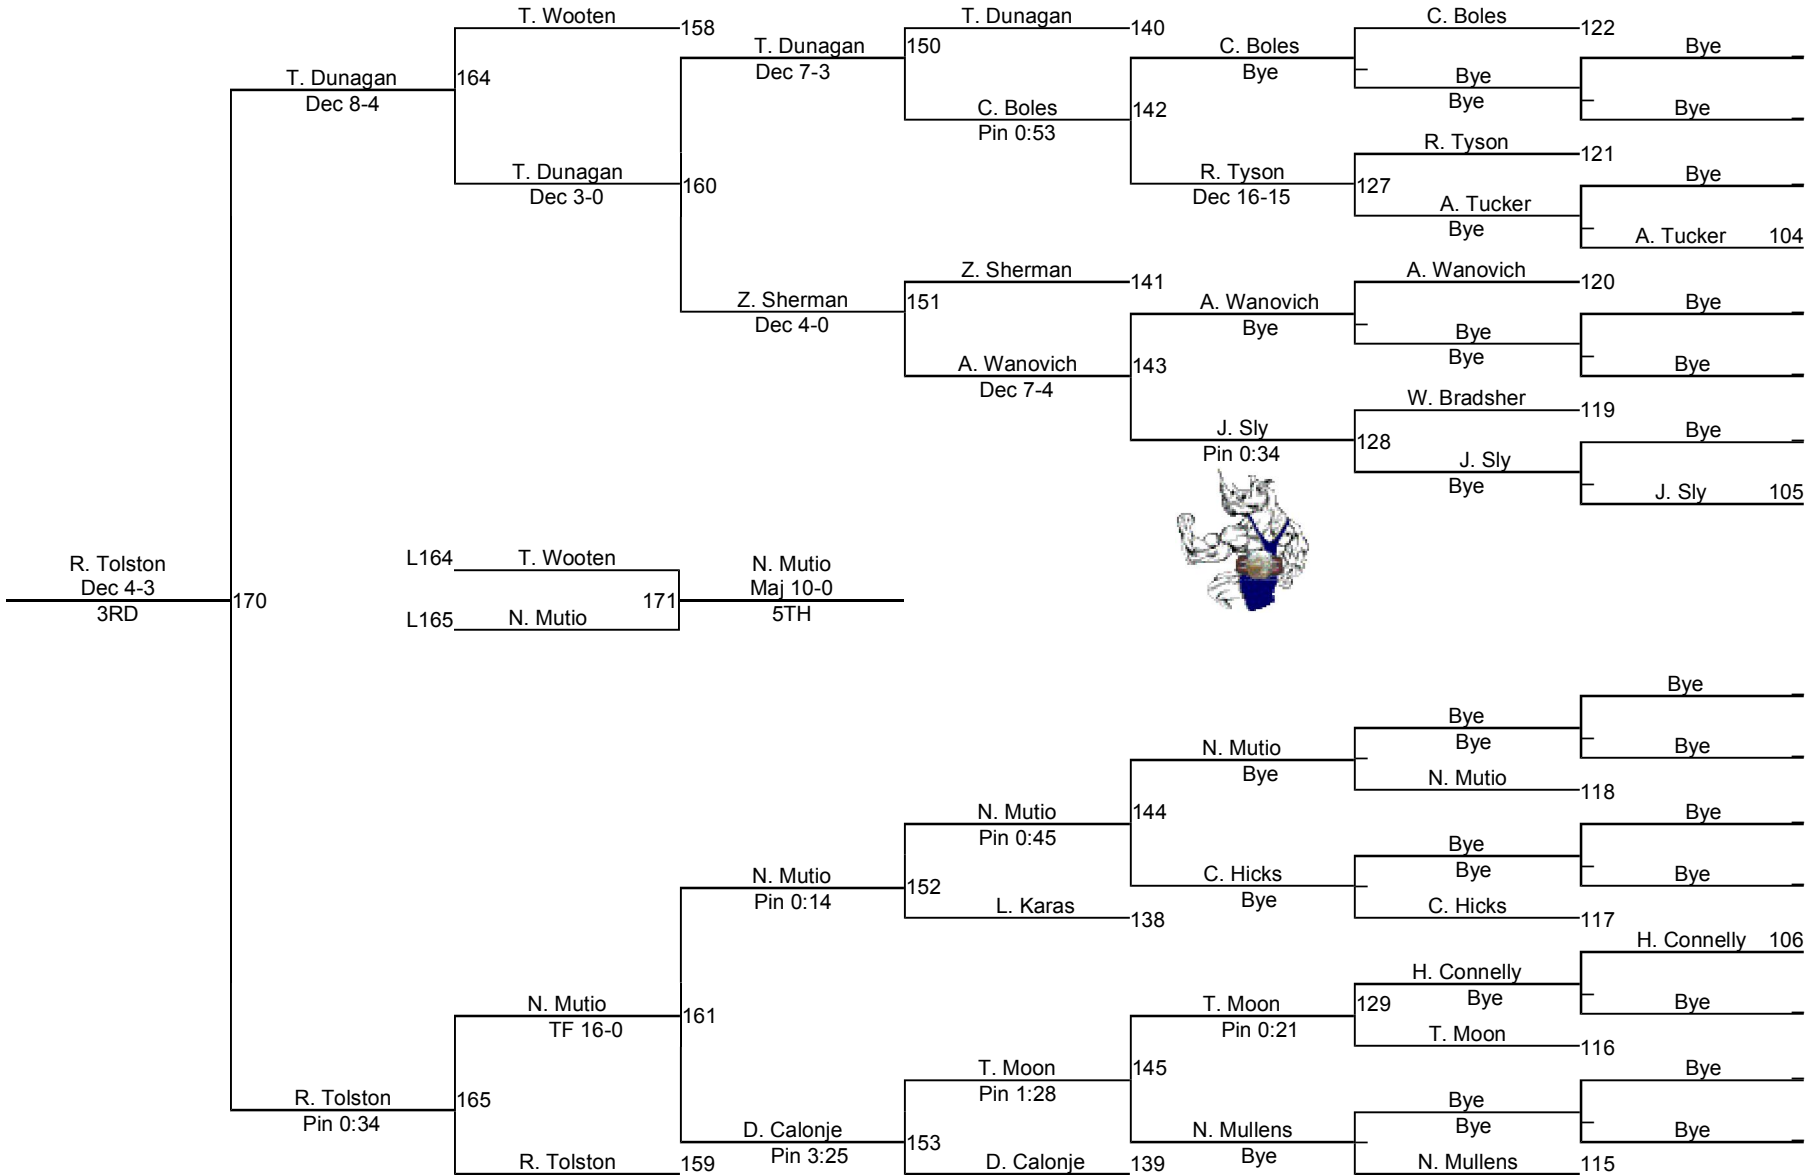 T. Wooten
158
T. Dunagan
Dec 8-4
164
T. Dunagan
Dec 3-0
160
T. Dunagan
Dec 7-3
150
T. Dunagan
140
C. Boles
Pin 0:53
142
C. Boles
Bye
C. Boles
122
Bye
Bye
Bye
Bye
R. Tyson
Dec 16-15
127
R. Tyson
121
A. Tucker
Bye
Bye
A. Tucker 104
Z. Sherman
Dec 4-0
151
Z. Sherman
141
A. Wanovich
Dec 7-4
143
A. Wanovich
Bye
A. Wanovich
120
Bye
Bye
Bye
Bye
J. Sly
Pin 0:34
128
W. Bradsher
119
J. Sly
Bye
Bye
J. Sly 105
R. Tolston
Dec 4-3
3RD
170
L164 T. Wooten
L165 N. Mutio
171
N. Mutio
Maj 10-0
5TH
R. Tolston
Pin 0:34
165
N. Mutio
TF 16-0
161
R. Tolston
159
N. Mutio
Pin 0:14
152
N. Mutio
Pin 0:45
144
L. Karas
138
N. Mutio
Bye
Bye
Bye
Bye
Bye
N. Mutio
118
C. Hicks
Bye
Bye
Bye
Bye
Bye
C. Hicks
117
D. Calonje
Pin 3:25
153
T. Moon
Pin 1:28
145
D. Calonje
139
T. Moon
Pin 0:21
129
H. Connelly
Bye
H. Connelly 106
Bye
T. Moon
116
N. Mullens
Bye
Bye
Bye
Bye
Bye
N. Mullens
115